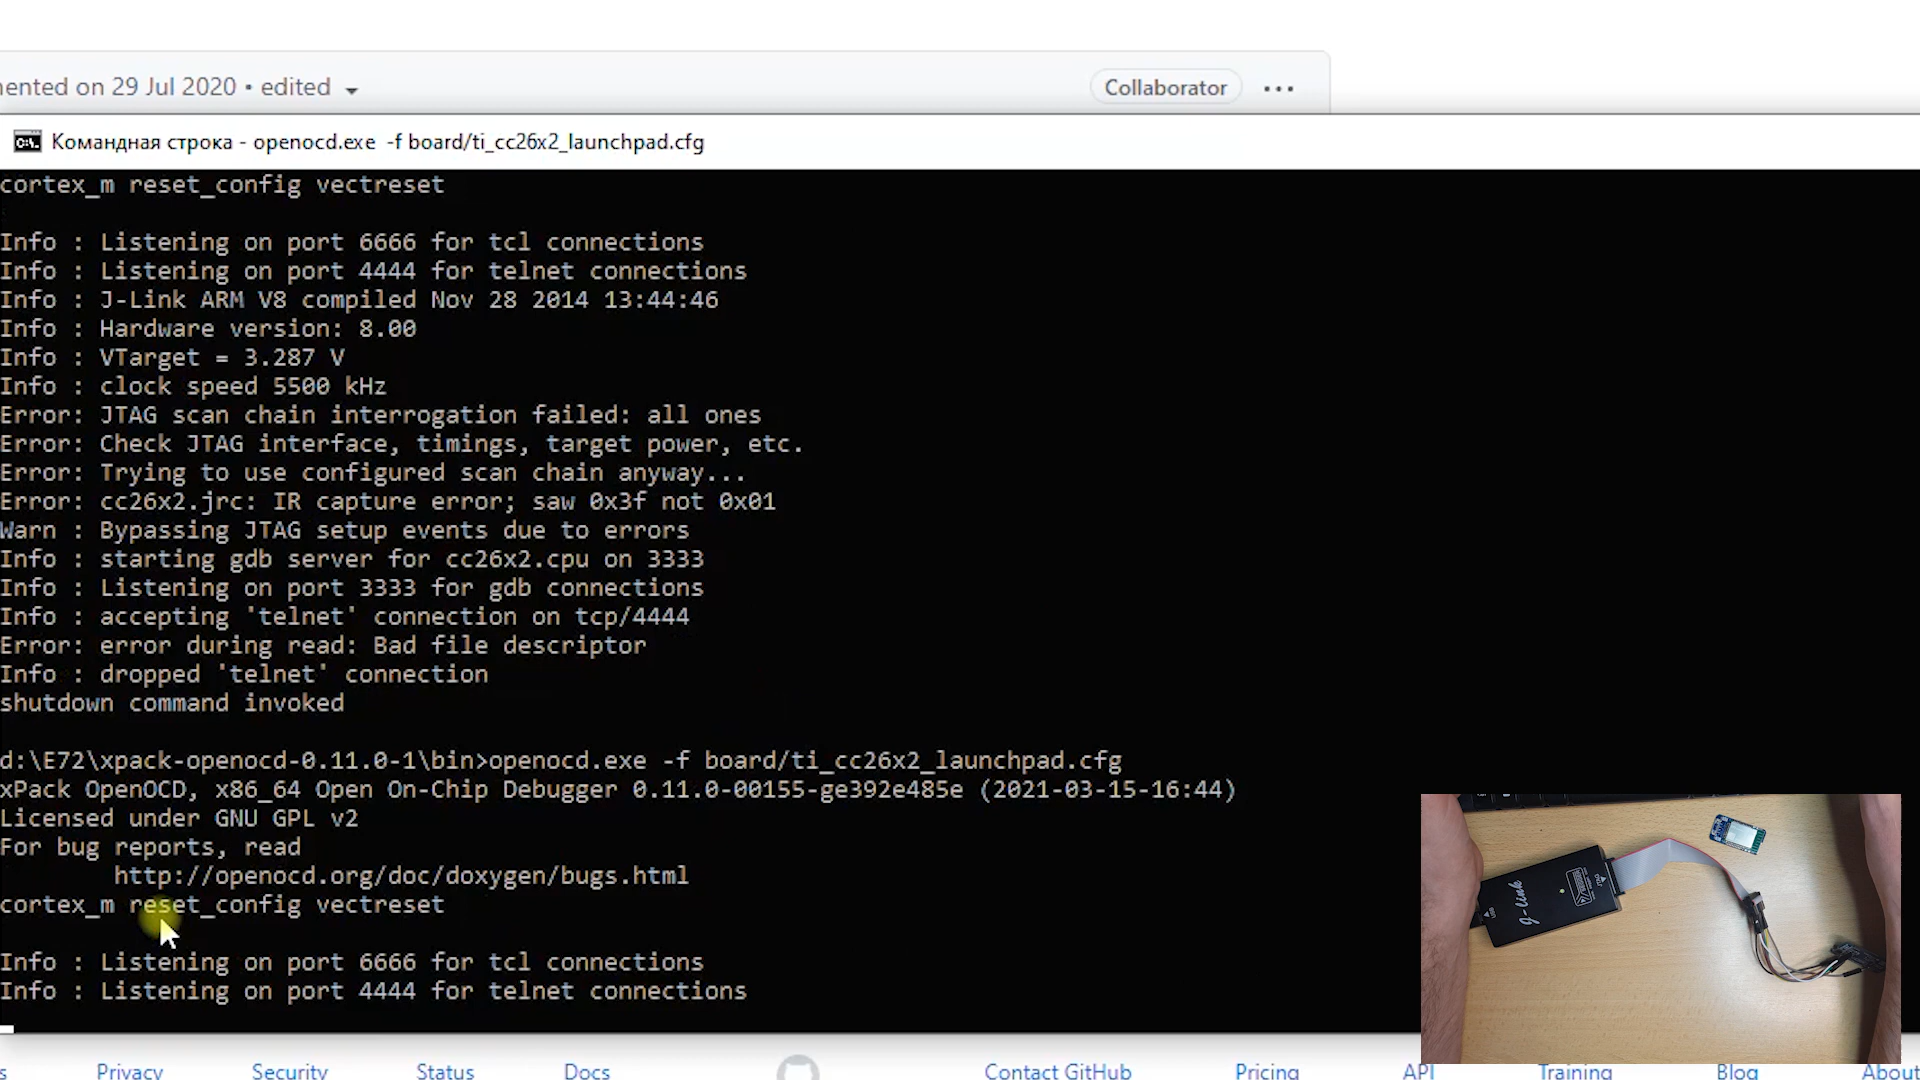 mented on 29 Jul 2020 • edited
Collaborator
Командная строка - openocd.exe -f board/ti_cc26x2_launchpad.cfg
cortex_m reset_config vectreset
Info : Listening on port 6666 for tcl connections
Info : Listening on port 4444 for telnet connections
Info : J-Link ARM V8 compiled Nov 28 2014 13:44:46
Info : Hardware version: 8.00
Info : VTarget = 3.287 V
Info : clock speed 5500 kHz
Error: JTAG scan chain interrogation failed: all ones
Error: Check JTAG interface, timings, target power, etc.
Error: Trying to use configured scan chain anyway...
Error: cc26x2.jrc: IR capture error; saw 0x3f not 0x01
Warn : Bypassing JTAG setup events due to errors
Info : starting gdb server for cc26x2.cpu on 3333
Info : Listening on port 3333 for gdb connections
Info : accepting 'telnet' connection on tcp/4444
Error: error during read: Bad file descriptor
Info : dropped 'telnet' connection
shutdown command invoked
d:\E72\xpack-openocd-0.11.0-1\bin>openocd.exe -f board/ti_cc26x2_launchpad.cfg
xPack OpenOCD, x86_64 Open On-Chip Debugger 0.11.0-00155-ge392e485e (2021-03-15-16:44)
Licensed under GNU GPL v2
For bug reports, read
http://openocd.org/doc/doxygen/bugs.html
cortex_m reset_config vectreset
Info : Listening on port 6666 for tcl connections
Info : Listening on port 4444 for telnet connections
J-Link
s Privacy Security Status Docs Contact GitHub Pricing API Training Blog About